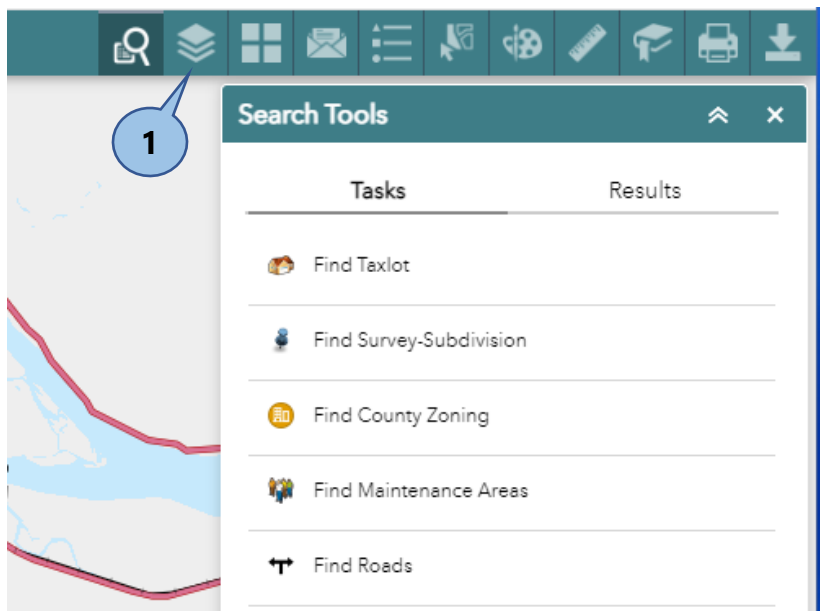 1
Search Tools
Tasks Results
Find Taxlot
Find Survey-Subdivision
Find County Zoning
Find Maintenance Areas
Find Roads